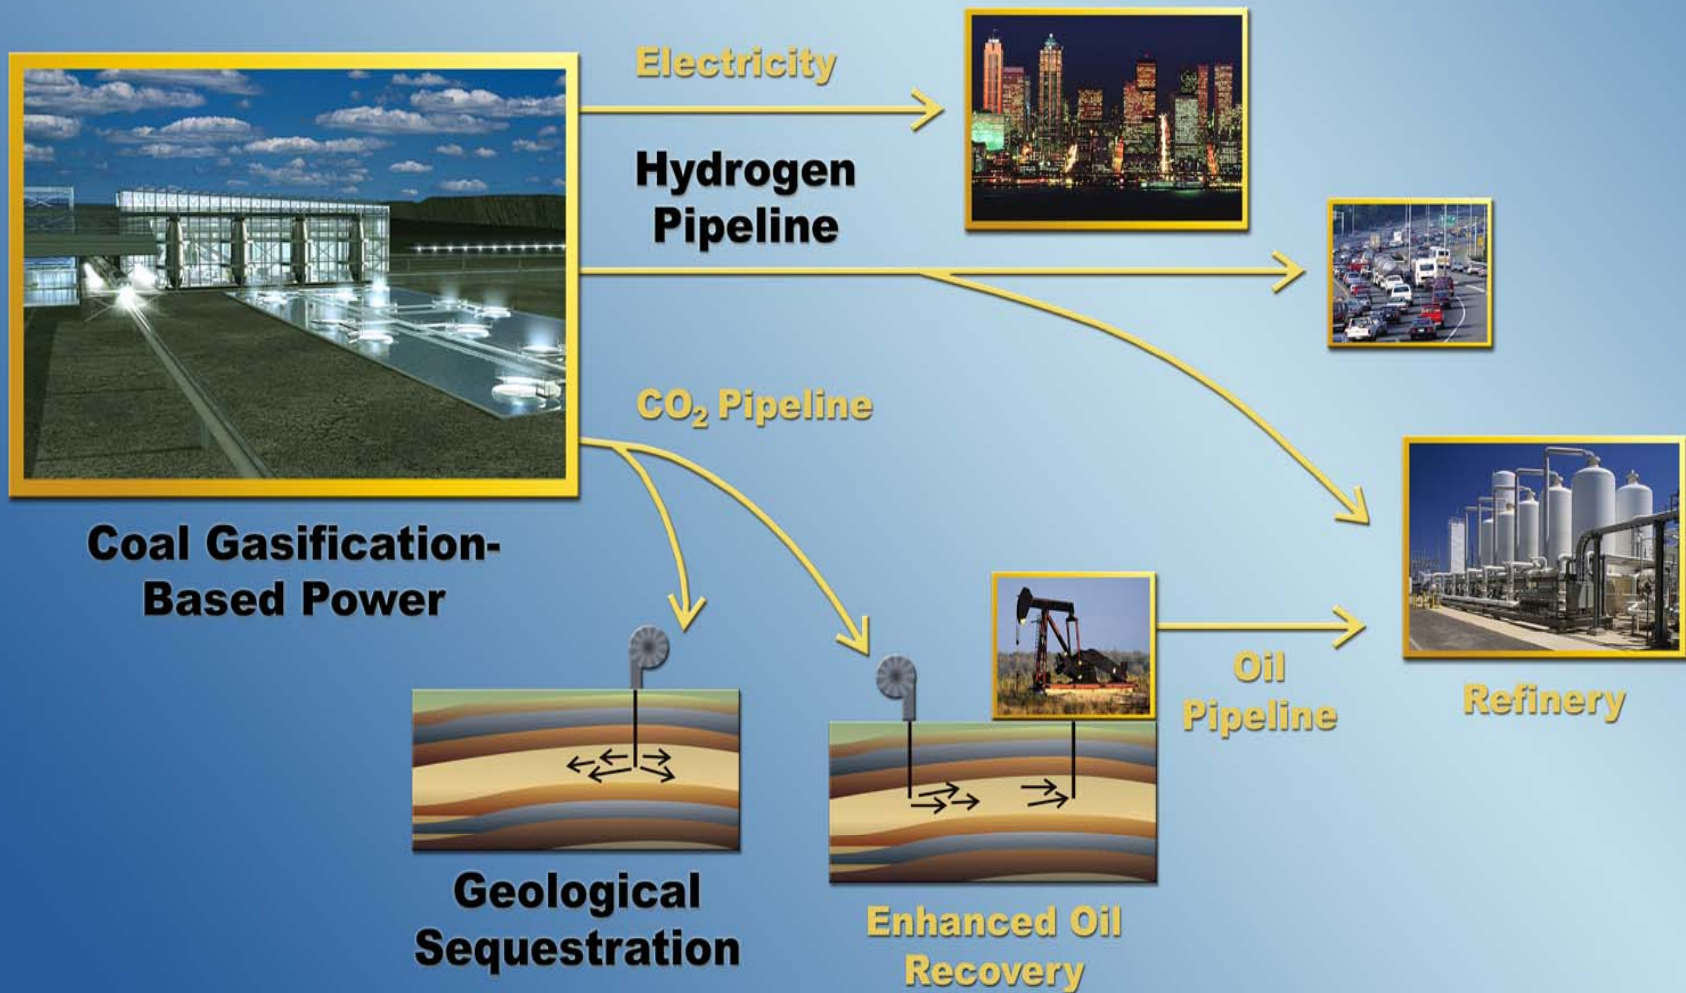 Electricity
Hydrogen
Pipeline
CO₂ Pipeline
Coal Gasification-
Based Power
Oil
Pipeline
Refinery
Geological
Sequestration
Enhanced Oil
Recovery